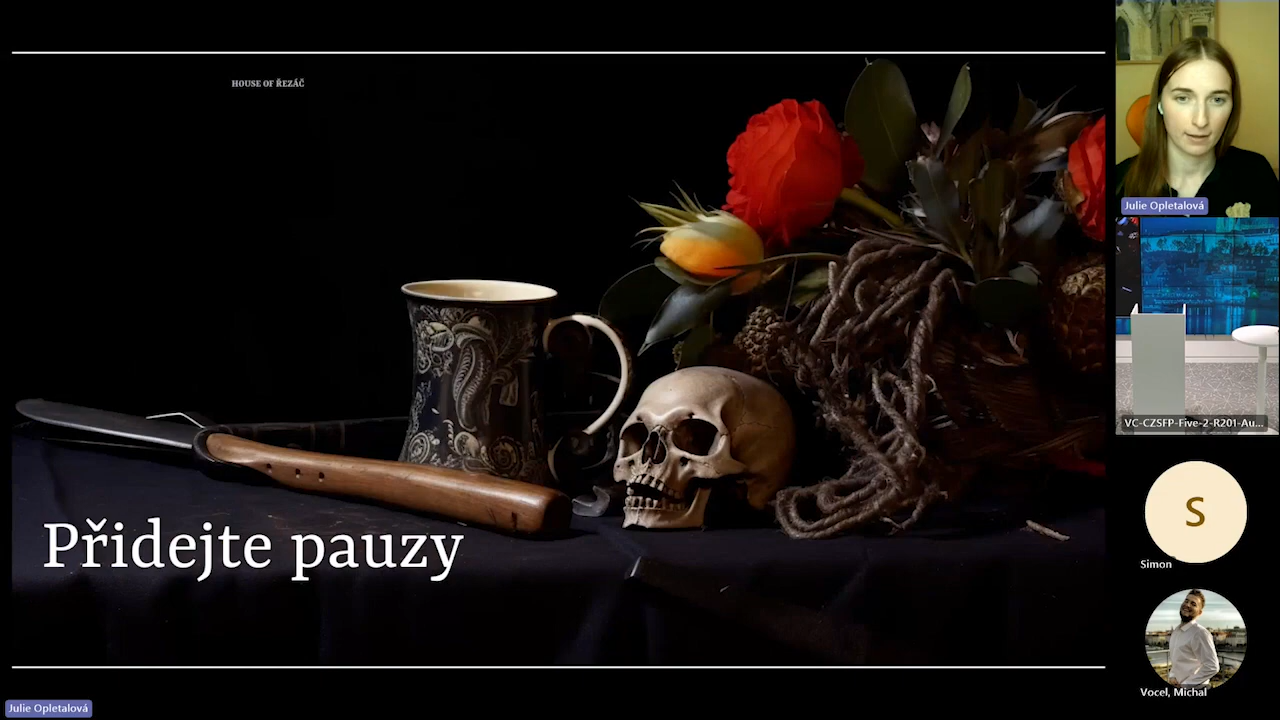 HOUSE OF ŘEZÁČ
Přidejte pauzy
Julie Opletalová
Julie Opletalová
VC-CZSFP-Five-2-R201-Au...
S
Simon
Vocel, Michal